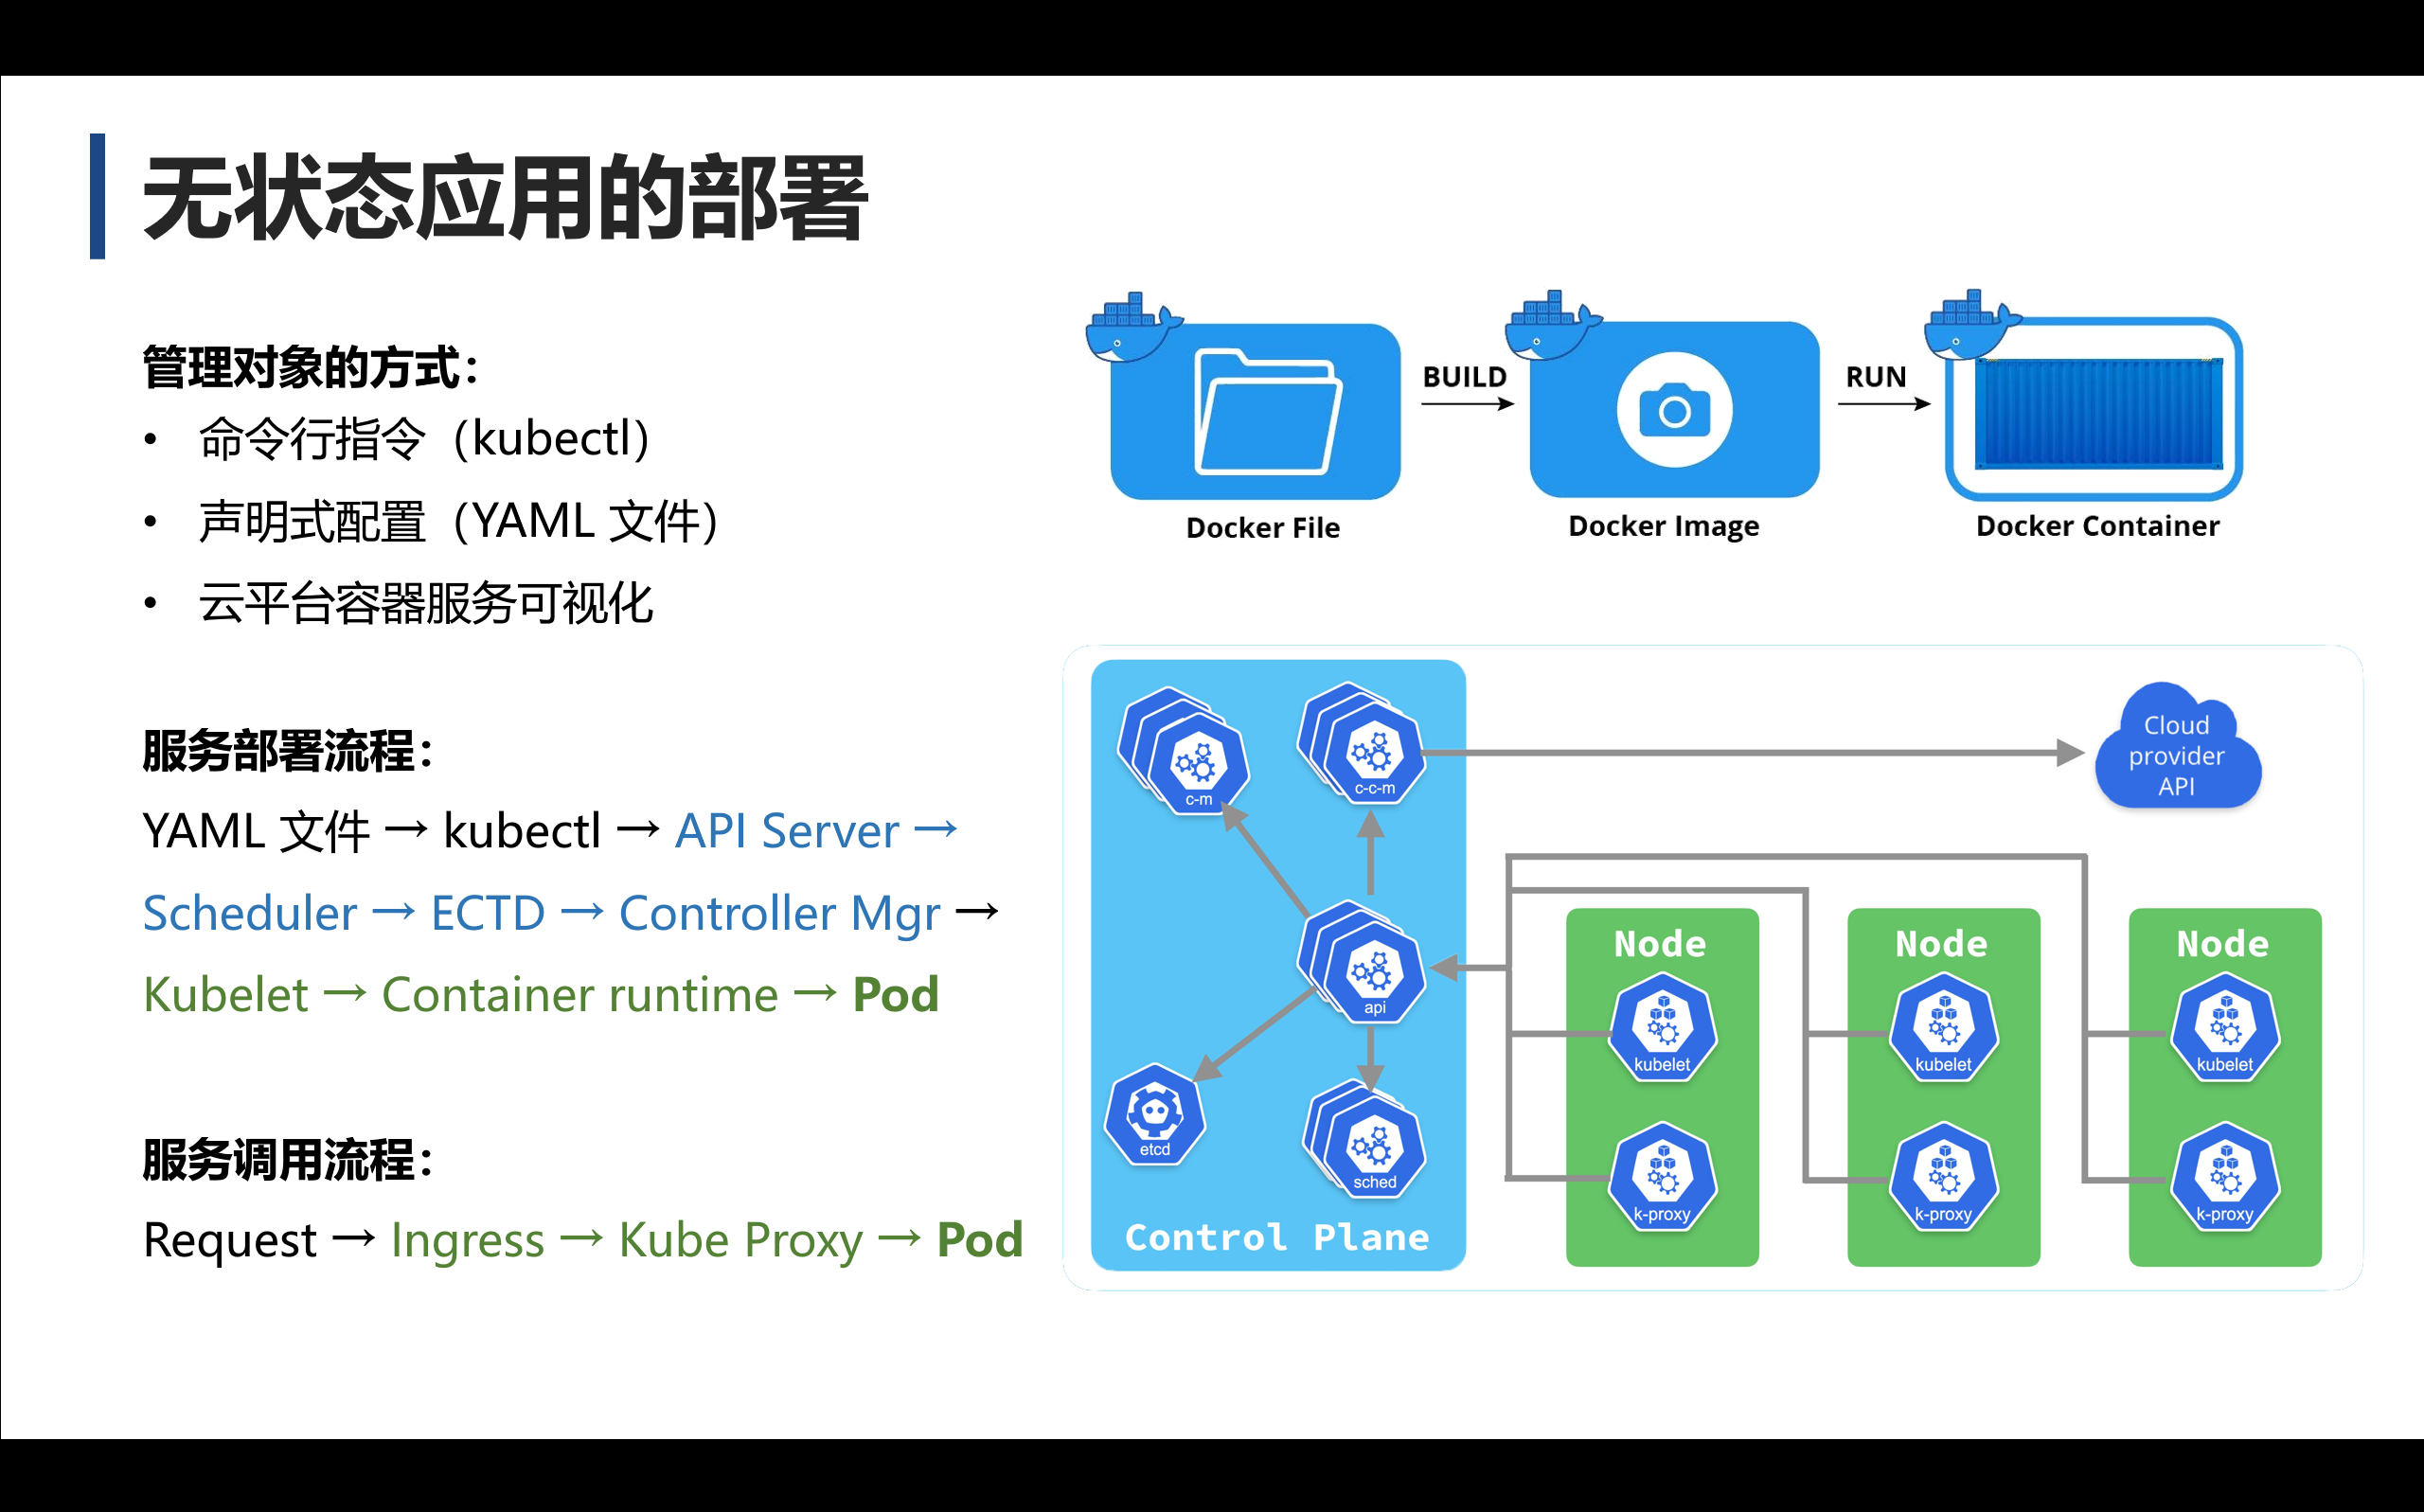 无状态应用的部署
管理对象的方式：
• 命令行指令（kubectl）
• 声明式配置（YAML 文件）
• 云平台容器服务可视化
服务部署流程：
YAML 文件 → kubectl → API Server →
Scheduler → ECTD → Controller Mgr →
Kubelet → Container runtime → Pod
服务调用流程：
Request → Ingress → Kube Proxy → Pod
BUILD
RUN
Docker File
Docker Image
Docker Container
c-m
c-c-m
Cloud
provider
API
api
etcd
sched
Control Plane
Node
kubelet
k-proxy
Node
kubelet
k-proxy
Node
kubelet
k-proxy